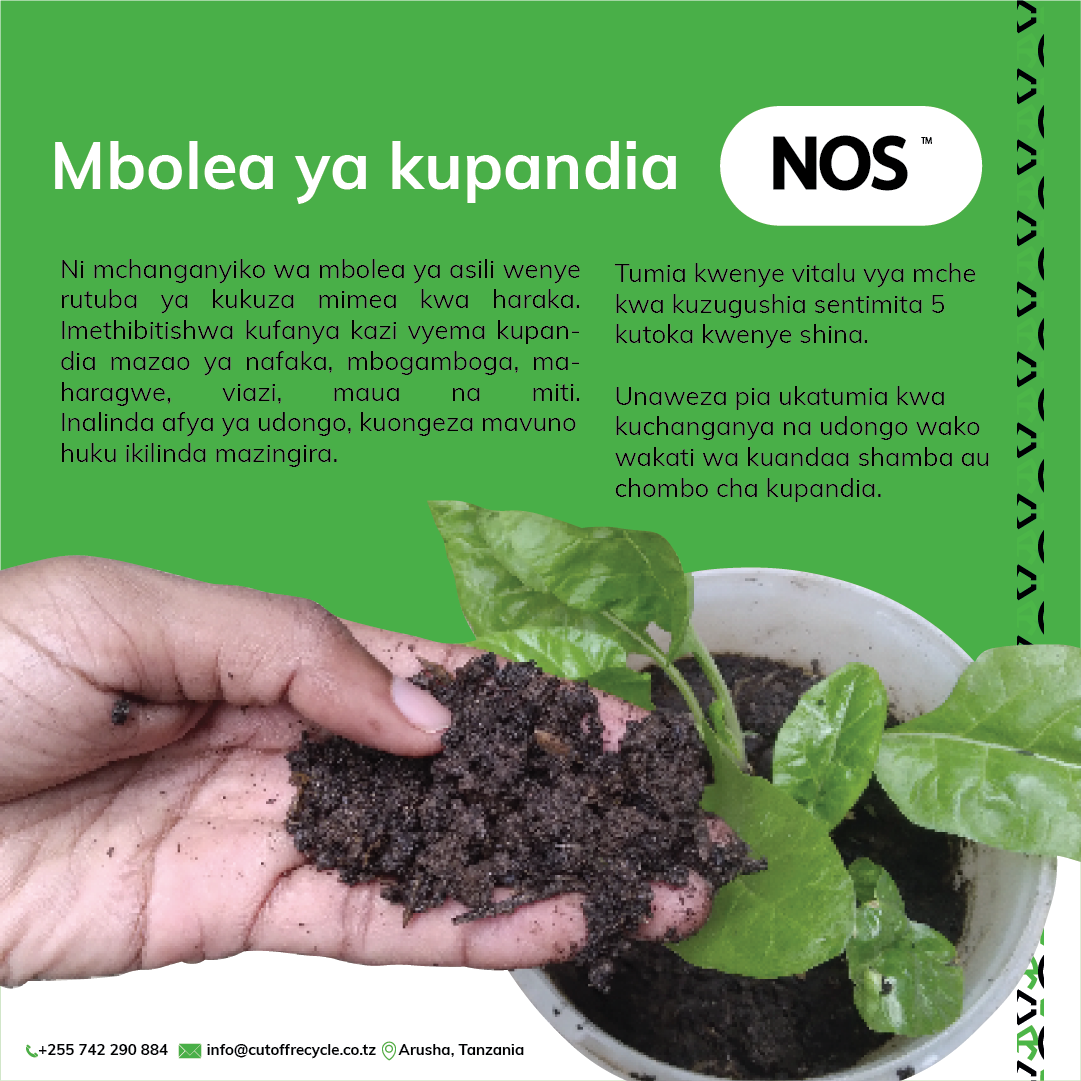 Mbolea ya kupandia
NOS ™
Ni mchanganyiko wa mbolea ya asili wenye
rutuba ya kukuza mimea kwa haraka.
Imethibitishwa kufanya kazi vyema kupan-
dia mazao ya nafaka, mbogamboga, ma-
haragwe, viazi, maua na miti.
Inalinda afya ya udongo, kuongeza mavuno
huku ikilinda mazingira.
Tumia kwenye vitalu vya mche
kwa kuzugushia sentimita 5
kutoka kwenye shina.
Unaweza pia ukatumia kwa
kuchanganya na udongo wako
wakati wa kuandaa shamba au
chombo cha kupandia.
+255 742 290 884 info@cutoffrecycle.co.tz Arusha, Tanzania